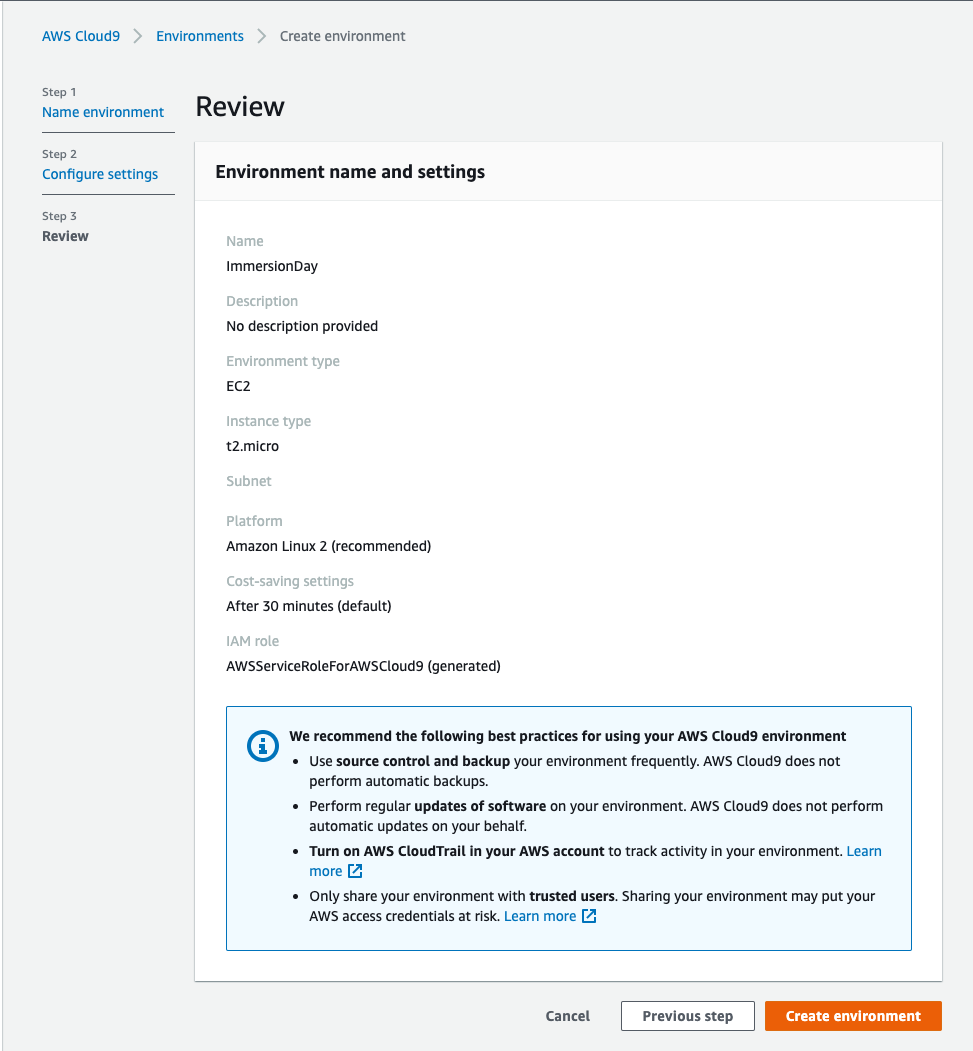 AWS Cloud9 Environments Create environment
Step 1
Name environment
Step 2
Configure settings
Step 3
Review
Review
Environment name and settings
Name
ImmersionDay
Description
No description provided
Environment type
EC2
Instance type
t2.micro
Subnet
Platform
Amazon Linux 2 (recommended)
Cost-saving settings
After 30 minutes (default)
IAM role
AWSServiceRoleForAWSCloud9 (generated)
We recommend the following best practices for using your AWS Cloud9 environment
• Use source control and backup your environment frequently. AWS Cloud9 does not
perform automatic backups.
• Perform regular updates of software on your environment. AWS Cloud9 does not perform
automatic updates on your behalf.
• Turn on AWS CloudTrail in your AWS account to track activity in your environment. Learn
more
• Only share your environment with trusted users. Sharing your environment may put your
AWS access credentials at risk. Learn more
Cancel Previous step Create environment